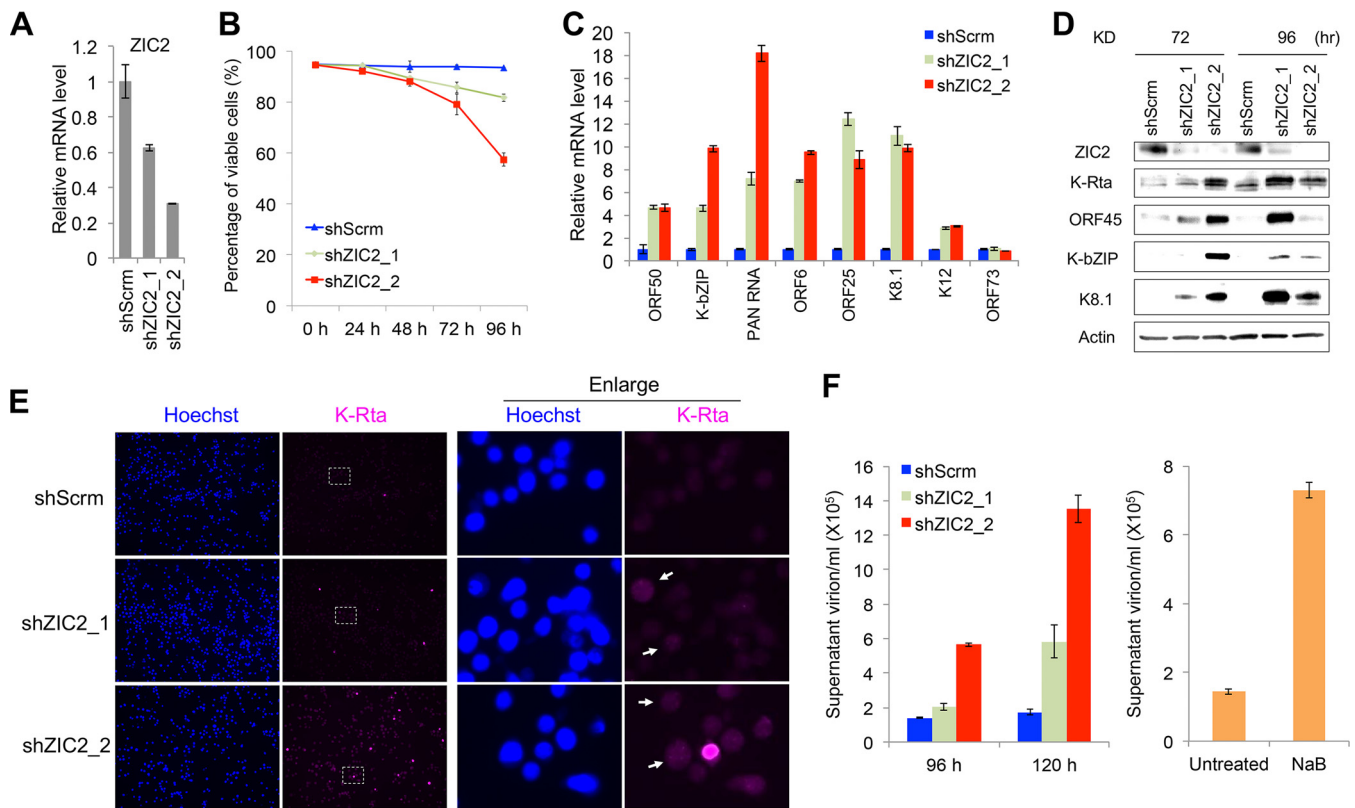 A
ZIC2
Relative mRNA level
1.2
1
0.8
0.6
0.4
0.2
0
shScrm
shZIC2_1
shZIC2_2
B
Percentage of viable cells (%)
100
80
60
40
20
0
shScrm
shZIC2_1
shZIC2_2
0 h 24 h 48 h 72 h 96 h
C
Relative mRNA level
20
18
16
14
12
10
8
6
4
2
0
shScrm
shZIC2_1
shZIC2_2
ORF50
K-bZIP
PAN RNA
ORF6
ORF25
K8.1
K12
ORF73
D
KD 72 96 (hr)
shScrm
shZIC2_1
shZIC2_2
shScrm
shZIC2_1
shZIC2_2
ZIC2
K-Rta
ORF45
K-bZIP
K8.1
Actin
E
Enlarge
Hoechst K-Rta Hoechst K-Rta
shScrm
shZIC2_1
shZIC2_2
F
Supernatant virion/ml (X10⁵)
16
14
12
10
8
6
4
2
0
shScrm
shZIC2_1
shZIC2_2
96 h 120 h
Supernatant virion/ml (X10⁵)
8
6
4
2
0
Untreated NaB